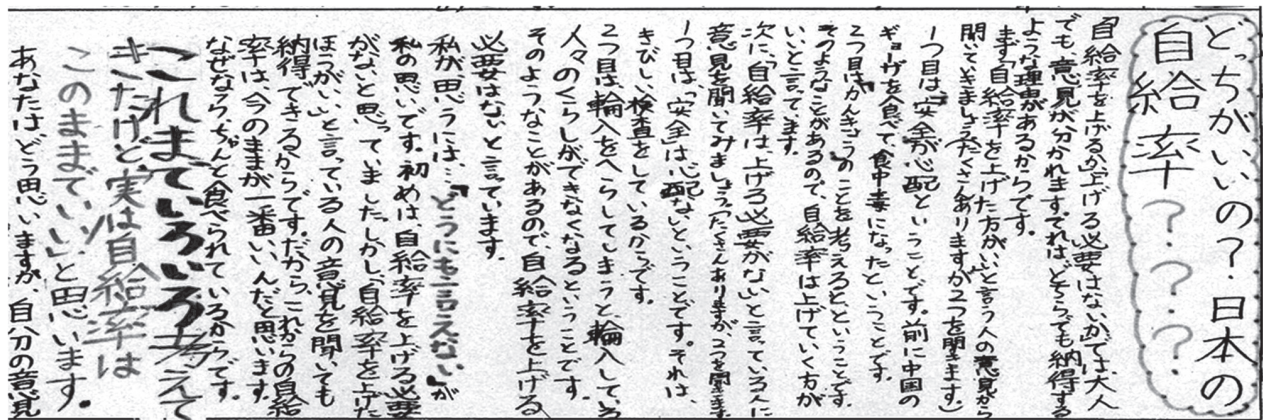 どっちがいいの?日本の
自給率???
自給率を上げるか上げる必要はないかでは大人
でも、意見が分かれます。それは、どちらでも納得する
ような理由があるからです。
まず「自給率を上げた方がいい」と言う人の意見から
聞いていきましょう。(たくさんありますが2つを聞きます。)
1つ目は「安全が心配」ということです。前に中国の
ギョーザを食べて、食中毒になったということです。
2つ目は「かんきょう」のことを考えるとということです。
そのようなことがあるので、自給率は上げていく方が
いいと言っています。
次に、「自給率は上げる必要がない」と言っている人に
意見を聞いてみましょう。(たくさんありますが2つを聞きます)
1つ目は、「安全」は心配ないということです。それは、
きびしい検査をしているからです。
2つ目は、輸入をへらしてしまうと、輸入している
人々のくらしができなくなるということです。
そのようなことがあるので、自給率を上げる
必要はないと言っています。
私が思うには…「どうにも言えない」が
私の思いです。初めは、自給率を上げる必要
がないと思っていました。しかし、自給率を上げた
ほうがいいと言っている人の意見を聞いても
納得できるからです。だから、これからの自給
率は、今のままが一番いいんだと思います。
なぜなら、ちゃんと食べられているからです。
これまでいろいろ考えて
きたけど、実は自給率は
「このままでいい」と思います。
あなたは、どう思いますか、自分の意見